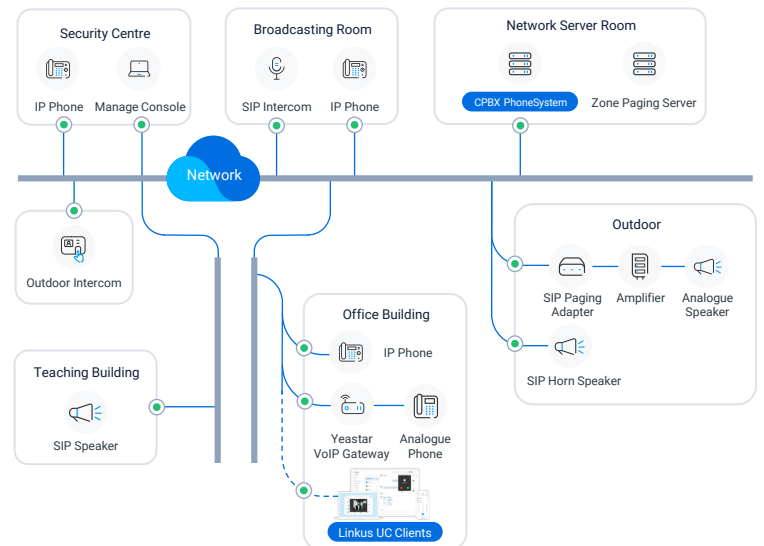 Security Centre
IP Phone
Manage Console
Broadcasting Room
SIP Intercom
IP Phone
Network Server Room
CPBX PhoneSystem
Zone Paging Server
Network
Outdoor Intercom
Outdoor
SIP Paging
Adapter
Amplifier
Analogue
Speaker
SIP Horn Speaker
Office Building
IP Phone
Yeastar
VoIP Gateway
Analogue
Phone
Linkus UC Clients
Teaching Building
SIP Speaker